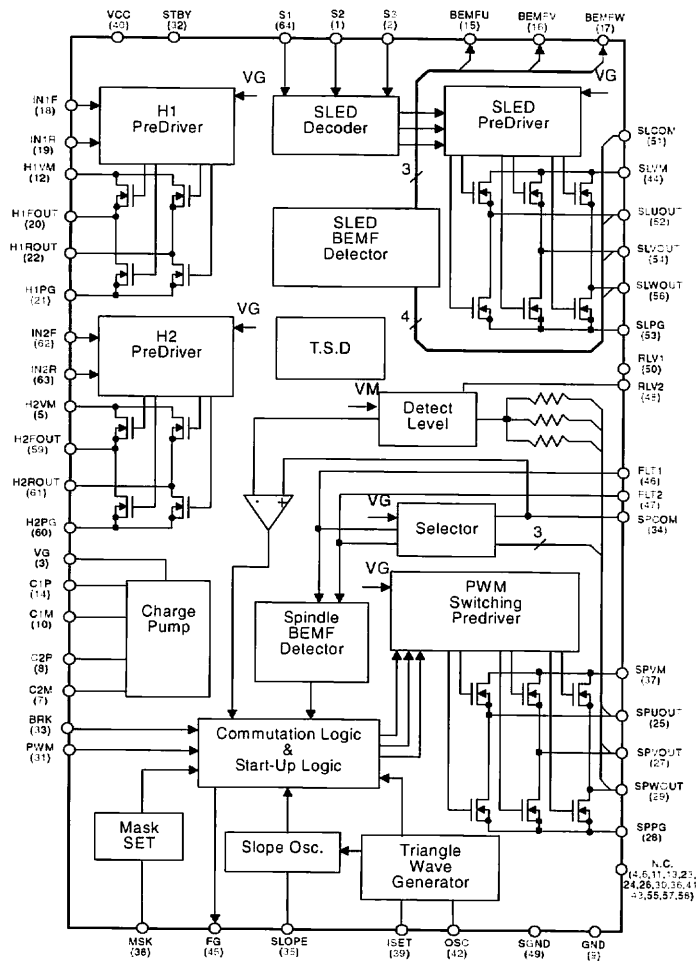 VCC
(40)
STBY
(32)
S1
(64)
S2
(1)
S3
(2)
BEMFU
(15)
BEMFV
(16)
BEMFW
(17)
IN1F
(18)
IN1R
(19)
H1VM
(12)
H1FOUT
(20)
H1ROUT
(22)
H1PG
(21)
IN2F
(62)
IN2R
(63)
H2VM
(5)
H2FOUT
(59)
H2ROUT
(61)
H2PG
(60)
VG
(3)
C1P
(14)
C1M
(10)
C2P
(8)
C2M
(7)
BRK
(33)
PWM
(31)
H1
PreDriver
VG
SLED
Decoder
SLED
PreDriver
VG
3
SLED
BEMF
Detector
4
H2
PreDriver
VG
T.S.D
VM
Detect
Level
VG
Selector
3
VG
PWM
Switching
Predriver
Charge
Pump
Spindle
BEMF
Detector
Commutation Logic
&
Start-Up Logic
Mask
SET
Slope Osc.
Triangle
Wave
Generator
SLCOM
(51)
SLVM
(44)
SLUOUT
(52)
SLVOUT
(54)
SLWOUT
(56)
SLPG
(53)
RLV1
(50)
RLV2
(48)
FLT1
(46)
FLT2
(47)
SPCOM
(34)
SPVM
(37)
SPUOUT
(25)
SPVOUT
(27)
SPWOUT
(29)
SPPG
(28)
N.C.
(4,6,11,13,23,
24,26,30,36,41
43,55,57,58)
MSK
(38)
FG
(45)
SLOPE
(35)
ISET
(39)
OSC
(42)
SGND
(49)
GND
(9)
- +